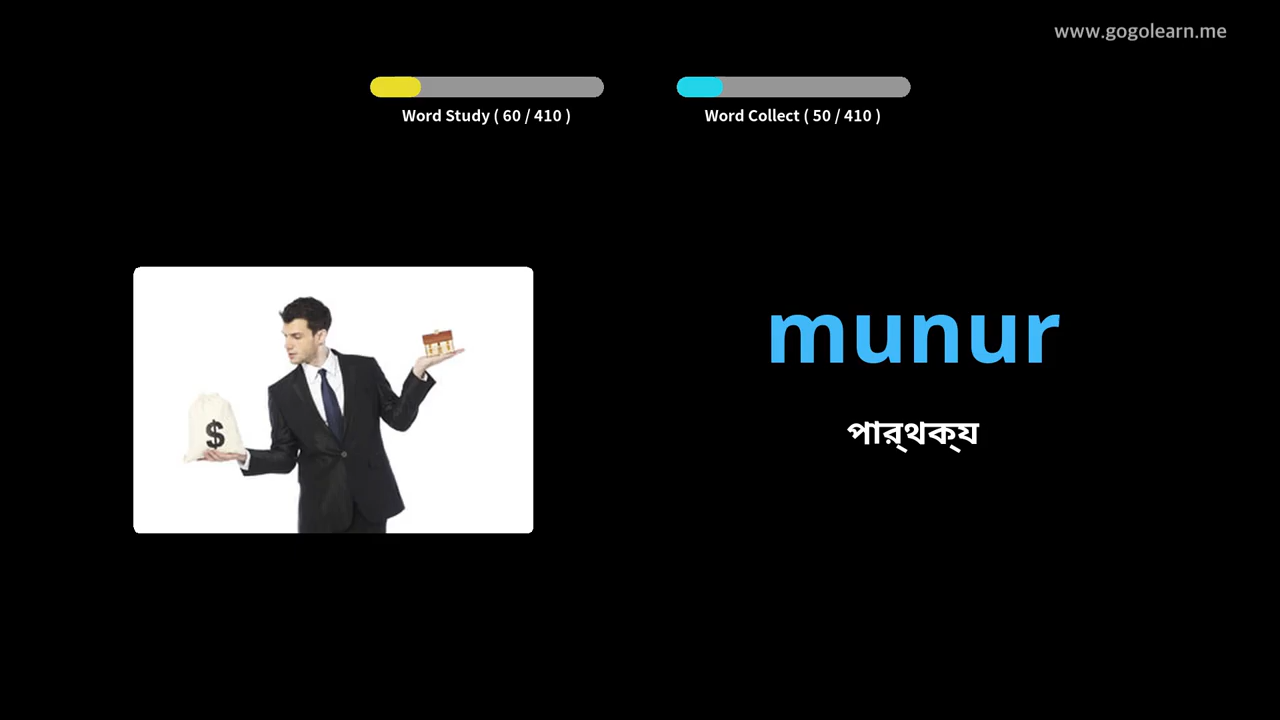 www.gogolearn.me
Word Study ( 60 / 410 )
Word Collect ( 50 / 410 )
$
munur
পার্থক্য